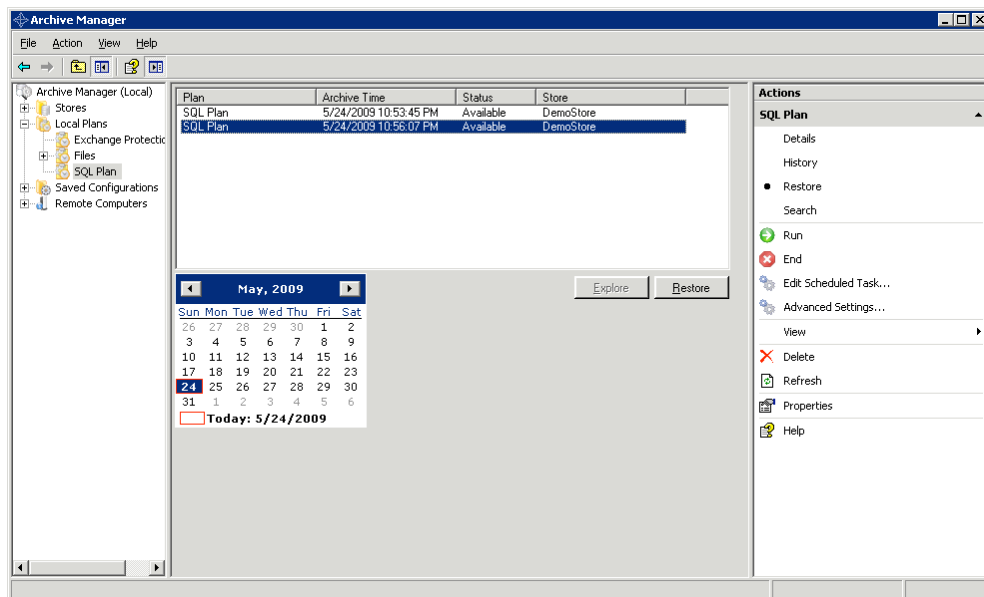 Archive Manager
File Action View Help
Archive Manager (Local)
Stores
Local Plans
Exchange Protectic
Files
SQL Plan
Saved Configurations
Remote Computers
Plan Archive Time Status Store
SQL Plan 5/24/2009 10:53:45 PM Available DemoStore
SQL Plan 5/24/2009 10:56:07 PM Available DemoStore
Explore Restore
May, 2009
Sun Mon Tue Wed Thu Fri Sat
26 27 28 29 30 1 2
3 4 5 6 7 8 9
10 11 12 13 14 15 16
17 18 19 20 21 22 23
24 25 26 27 28 29 30
31 1 2 3 4 5 6
Today: 5/24/2009
Actions
SQL Plan
Details
History
Restore
Search
Run
End
Edit Scheduled Task...
Advanced Settings...
View
Delete
Refresh
Properties
Help